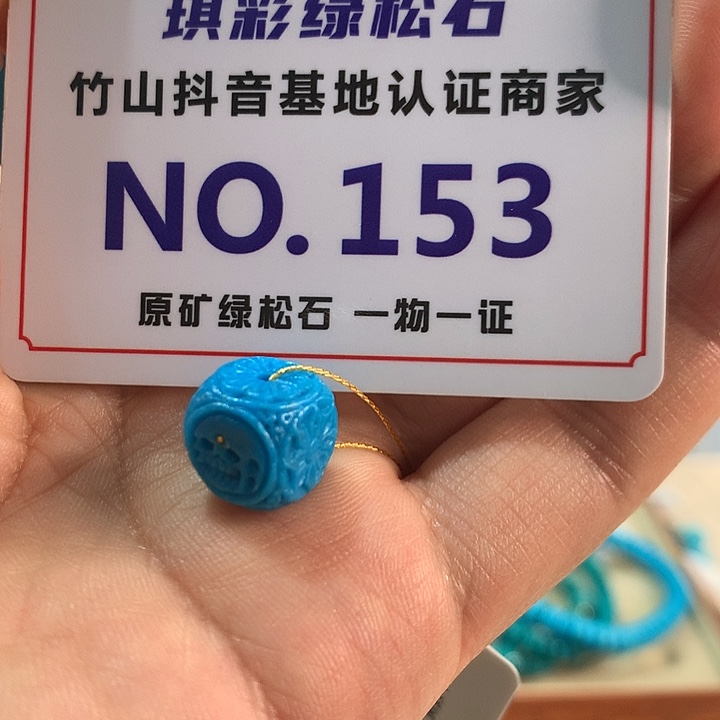 琪彩绿松石
竹山抖音基地认证商家
NO.153
原矿绿松石 一物一证